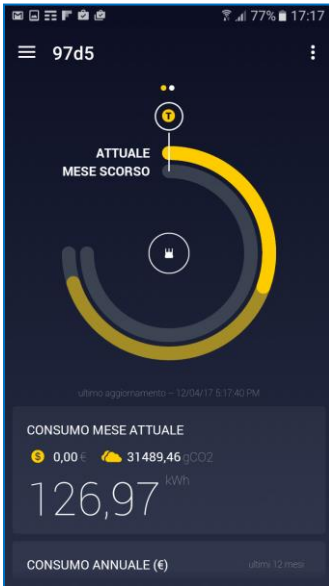 77% 17:17
97d5
T
ATTUALE
MESE SCORSO
ultimo aggiornamento – 12/04/17 5:17:40 PM
CONSUMO MESE ATTUALE
$ 0,00 € 31489,46 gCO2
126,97 kWh
CONSUMO ANNUALE (€) ultimi 12 mesi